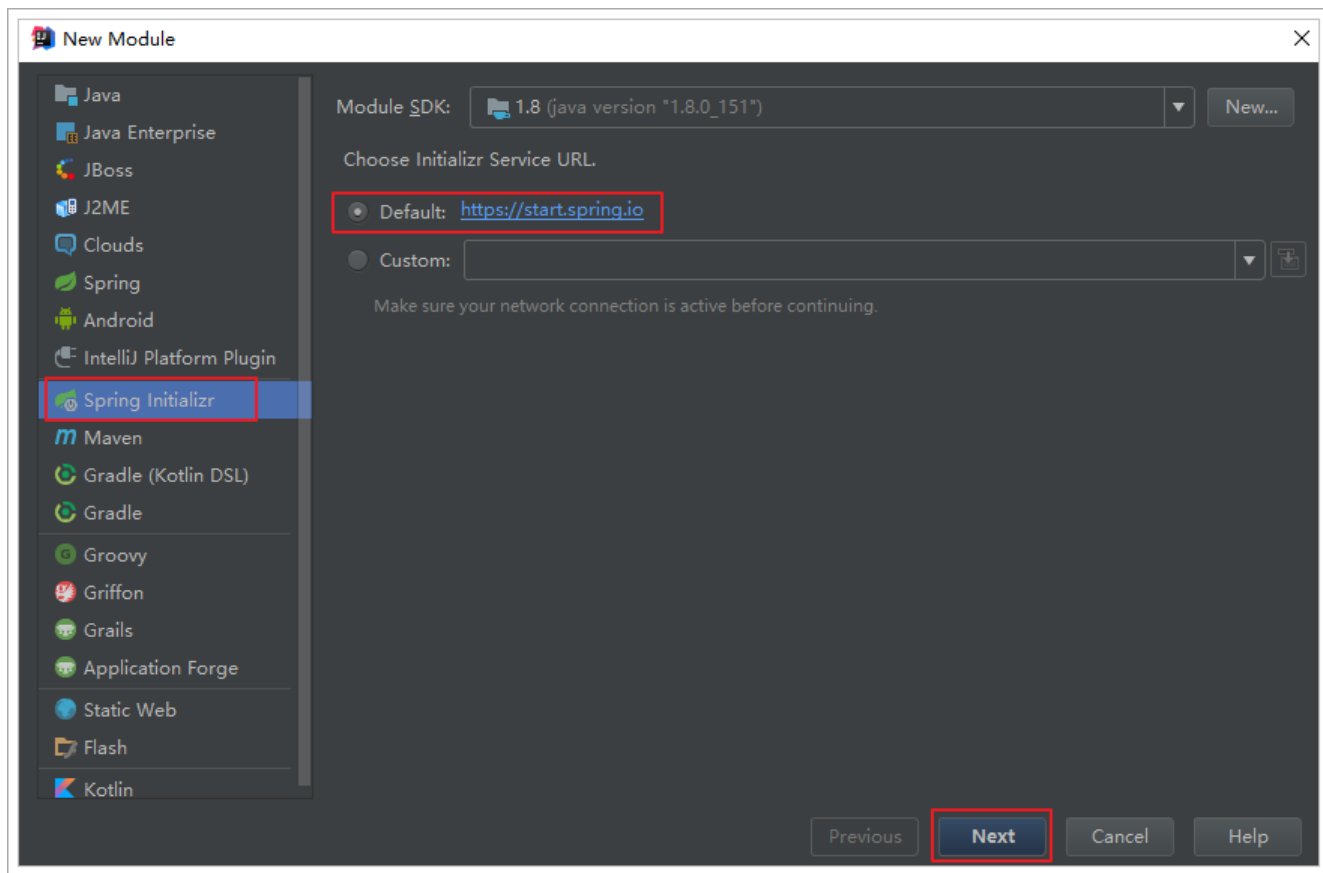 New Module
Java
Java Enterprise
JBoss
J2ME
Clouds
Spring
Android
IntelliJ Platform Plugin
Spring Initializr
Maven
Gradle (Kotlin DSL)
Gradle
Groovy
Griffon
Grails
Application Forge
Static Web
Flash
Kotlin
Module SDK: 1.8 (java version "1.8.0_151") New...
Choose Initializr Service URL.
Default: https://start.spring.io
Custom:
Make sure your network connection is active before continuing.
Previous Next Cancel Help